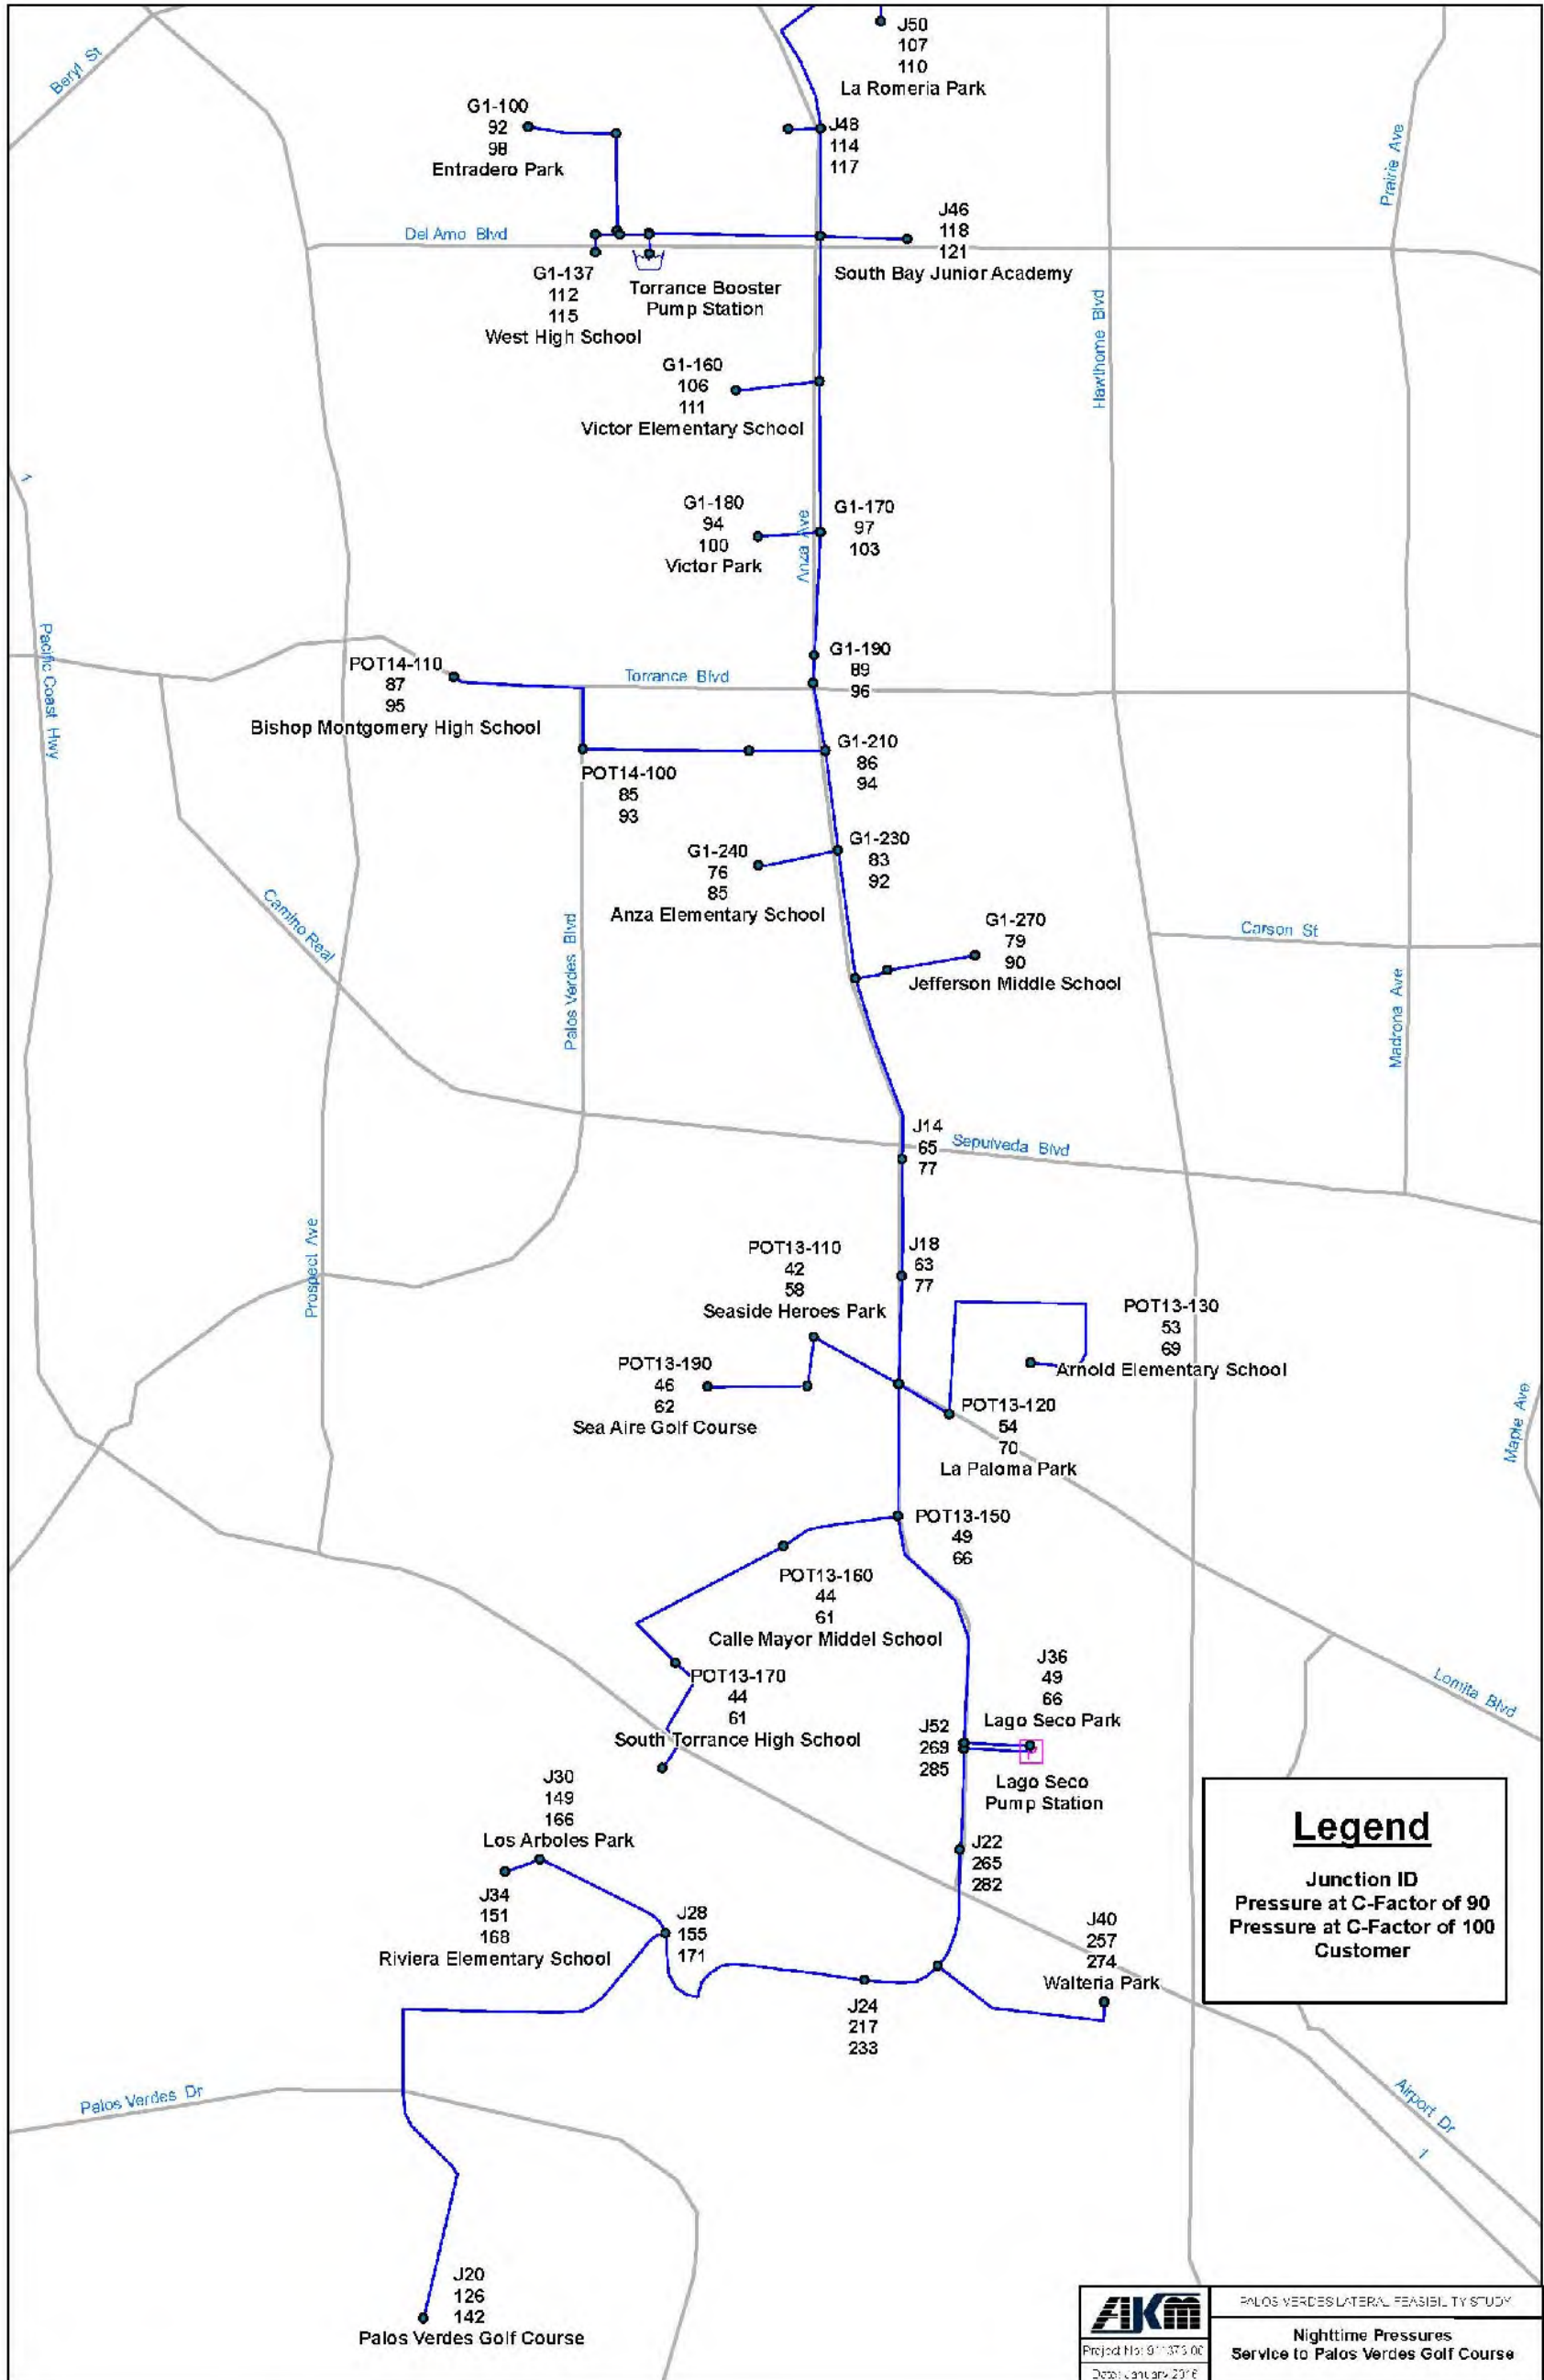 J50
107
110
La Romeria Park
Beryl St
G1-100
92
98
Entradero Park
J48
114
117
Prairie Ave
Del Amo Blvd
J46
118
121
South Bay Junior Academy
G1-137
112
115
West High School
Torrance Booster
Pump Station
Hawthorne Blvd
G1-160
106
111
Victor Elementary School
1
G1-180
94
100
Victor Park
Anza Ave
G1-170
97
103
Pacific Coast Hwy
POT14-110
87
95
Bishop Montgomery High School
Torrance Blvd
G1-190
89
96
POT14-100
85
93
G1-210
86
94
G1-240
76
85
Anza Elementary School
G1-230
83
92
Camino Real
Palos Verdes Blvd
G1-270
79
90
Jefferson Middle School
Carson St
Madrona Ave
J14
65
77
Sepulveda Blvd
Prospect Ave
POT13-110
42
58
Seaside Heroes Park
J18
63
77
POT13-130
53
69
Arnold Elementary School
POT13-190
46
62
Sea Aire Golf Course
POT13-120
54
70
La Paloma Park
Maple Ave
POT13-150
49
66
POT13-160
44
61
Calle Mayor Middel School
POT13-170
44
61
South Torrance High School
J36
49
66
Lago Seco Park
Lomita Blvd
J52
269
285
Lago Seco
Pump Station
J30
149
166
Los Arboles Park
J22
265
282
J34
151
168
Riviera Elementary School
J28
155
171
J40
257
274
Walteria Park
J24
217
233
Legend
Junction ID
Pressure at C-Factor of 90
Pressure at C-Factor of 100
Customer
Palos Verdes Dr
Airport Dr
1
J20
126
142
Palos Verdes Golf Course
AKM
PALOS VERDES LATERAL FEASIBILITY STUDY
Nighttime Pressures
Service to Palos Verdes Golf Course
Project No:
Date: January 2016